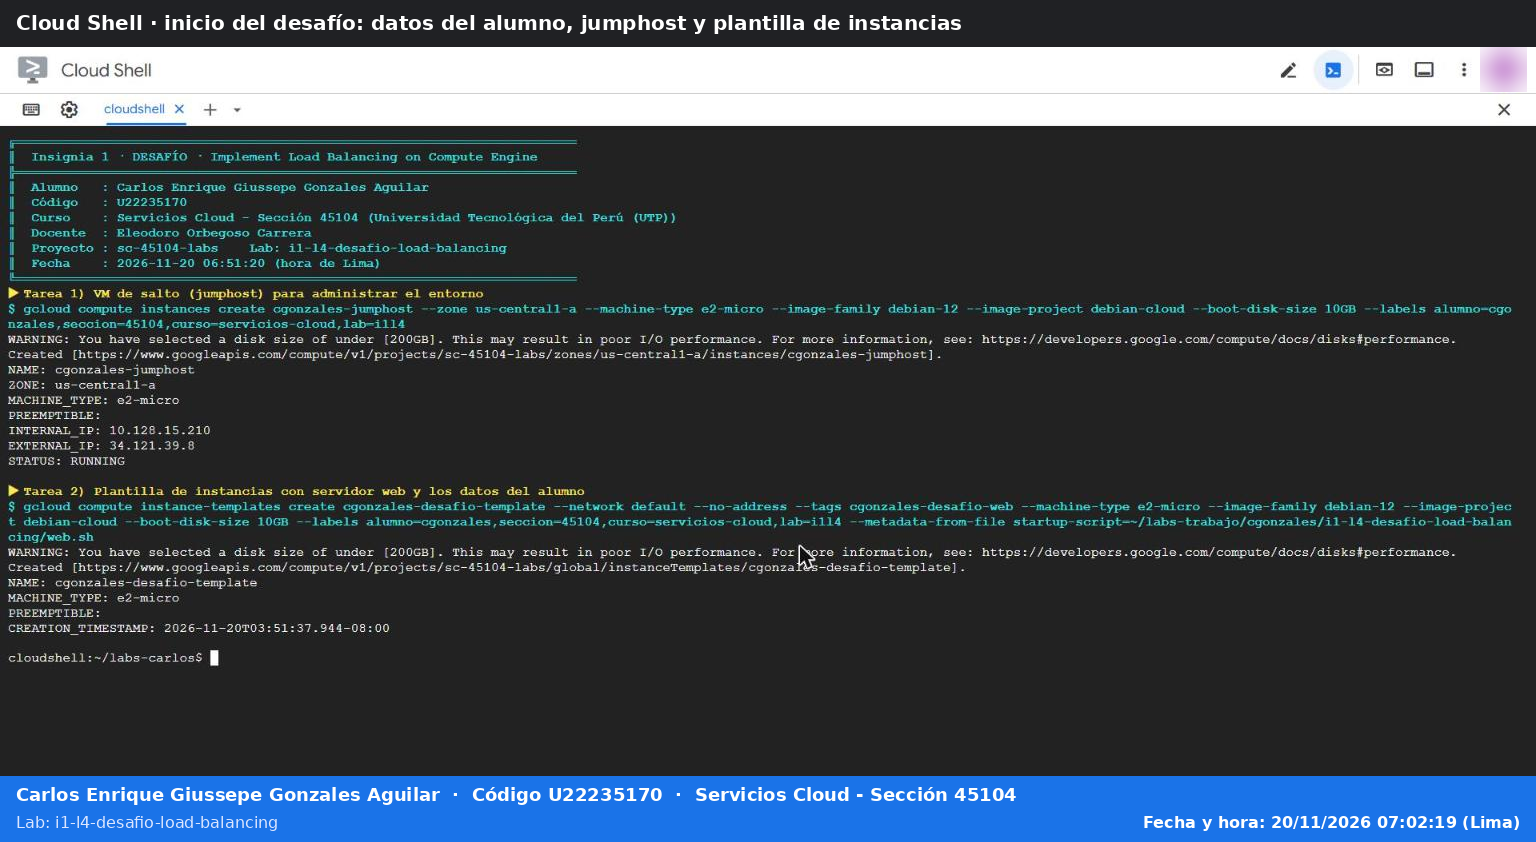 Cloud Shell · inicio del desafío: datos del alumno, jumphost y plantilla de instancias
Cloud Shell
cloudshell
Insignia 1 · DESAFÍO · Implement Load Balancing on Compute Engine
Alumno : Carlos Enrique Giussepe Gonzales Aguilar
Código : U22235170
Curso : Servicios Cloud - Sección 45104 (Universidad Tecnológica del Perú (UTP))
Docente : Eleodoro Orbegoso Carrera
Proyecto : sc-45104-labs Lab: i1-l4-desafio-load-balancing
Fecha : 2026-11-20 06:51:20 (hora de Lima)
▶ Tarea 1) VM de salto (jumphost) para administrar el entorno
$ gcloud compute instances create cgonzales-jumphost --zone us-central1-a --machine-type e2-micro --image-family debian-12 --image-project debian-cloud --boot-disk-size 10GB --labels alumno=cgo
nzales,seccion=45104,curso=servicios-cloud,lab=i1l4
WARNING: You have selected a disk size of under [200GB]. This may result in poor I/O performance. For more information, see: https://developers.google.com/compute/docs/disks#performance.
Created [https://www.googleapis.com/compute/v1/projects/sc-45104-labs/zones/us-central1-a/instances/cgonzales-jumphost].
NAME: cgonzales-jumphost
ZONE: us-central1-a
MACHINE_TYPE: e2-micro
PREEMPTIBLE:
INTERNAL_IP: 10.128.15.210
EXTERNAL_IP: 34.121.39.8
STATUS: RUNNING
▶ Tarea 2) Plantilla de instancias con servidor web y los datos del alumno
$ gcloud compute instance-templates create cgonzales-desafio-template --network default --no-address --tags cgonzales-desafio-web --machine-type e2-micro --image-family debian-12 --image-projec
t debian-cloud --boot-disk-size 10GB --labels alumno=cgonzales,seccion=45104,curso=servicios-cloud,lab=i1l4 --metadata-from-file startup-script=~/labs-trabajo/cgonzales/i1-l4-desafio-load-balan
cing/web.sh
WARNING: You have selected a disk size of under [200GB]. This may result in poor I/O performance. For more information, see: https://developers.google.com/compute/docs/disks#performance.
Created [https://www.googleapis.com/compute/v1/projects/sc-45104-labs/global/instanceTemplates/cgonzales-desafio-template].
NAME: cgonzales-desafio-template
MACHINE_TYPE: e2-micro
PREEMPTIBLE:
CREATION_TIMESTAMP: 2026-11-20T03:51:37.944-08:00
cloudshell:~/labs-carlos$
Carlos Enrique Giussepe Gonzales Aguilar · Código U22235170 · Servicios Cloud - Sección 45104
Lab: i1-l4-desafio-load-balancing
Fecha y hora: 20/11/2026 07:02:19 (Lima)